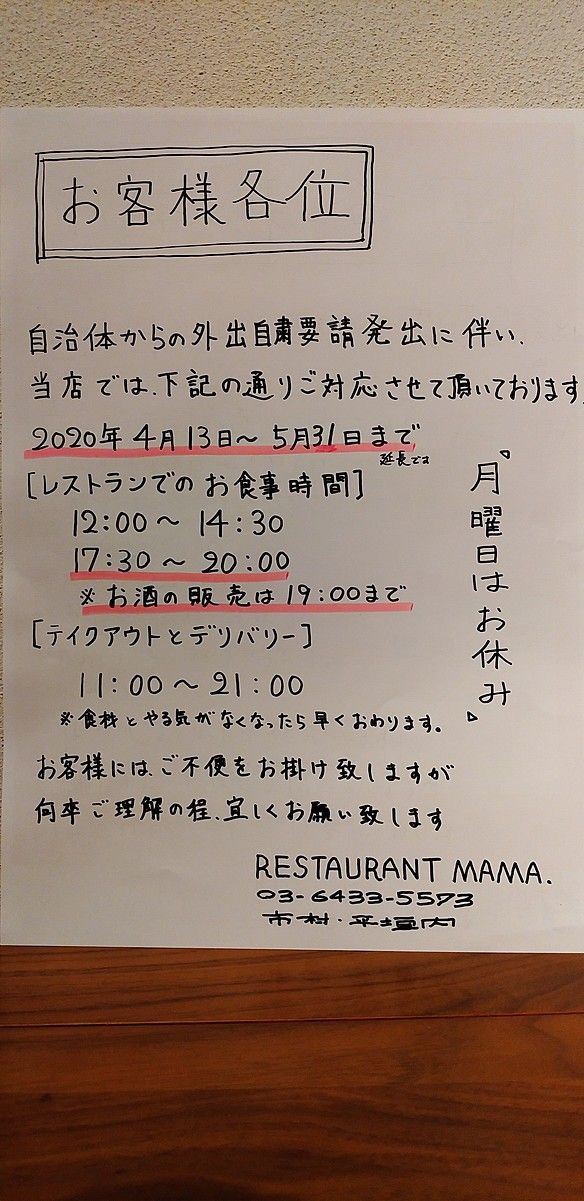 お客様各位
自治体からの外出自粛要請発出に伴い、
当店では、下記の通りご対応させて頂いております
2020年 4月13日〜 5月31日まで
延長でス
[レストランでのお食事時間]
12:00 〜 14:30
17:30 〜 20:00
※ お酒の販売は 19:00まで
『月曜日はお休み』
[テイクアウトとデリバリー]
11:00 〜 21:00
※食材とやる気がなくなったら早くおわります。
お客様には、ご不便をお掛け致しますが
何卒ご理解の程、宜しくお願い致します
RESTAURANT MAMA.
03-6433-5573
市村・平垣内